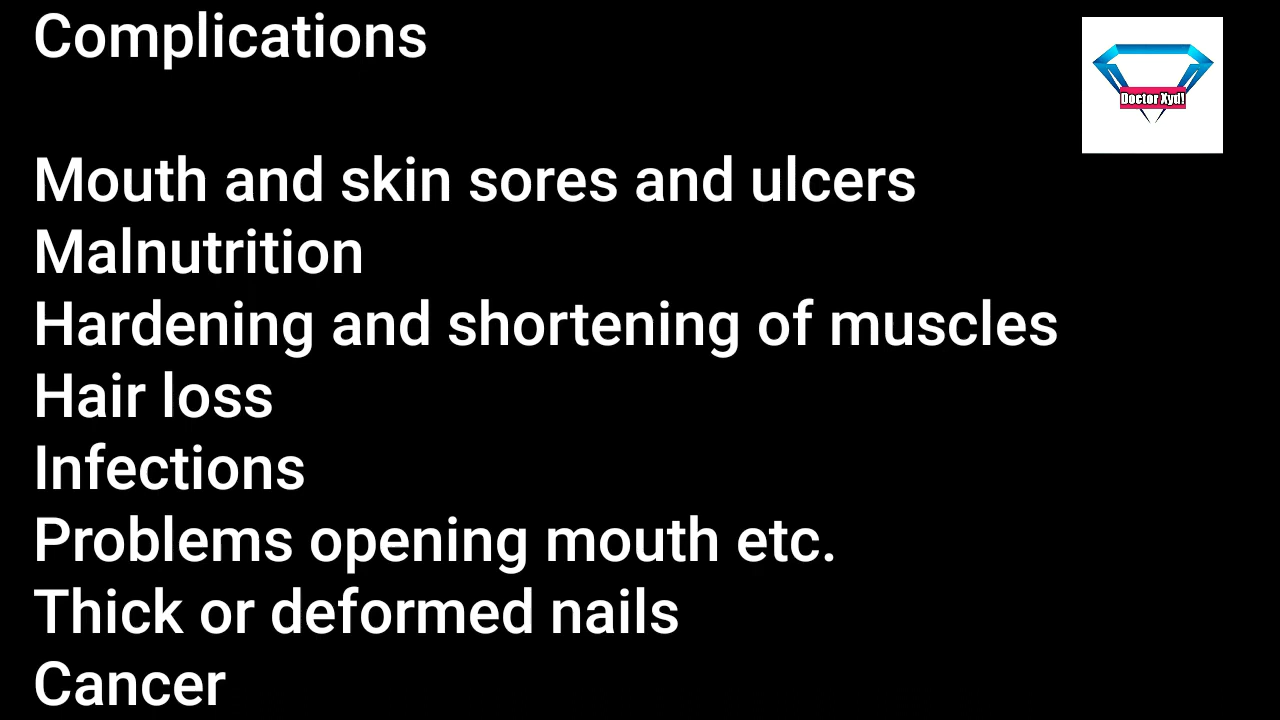 Complications
Doctor Xyd!
Mouth and skin sores and ulcers
Malnutrition
Hardening and shortening of muscles
Hair loss
Infections
Problems opening mouth etc.
Thick or deformed nails
Cancer